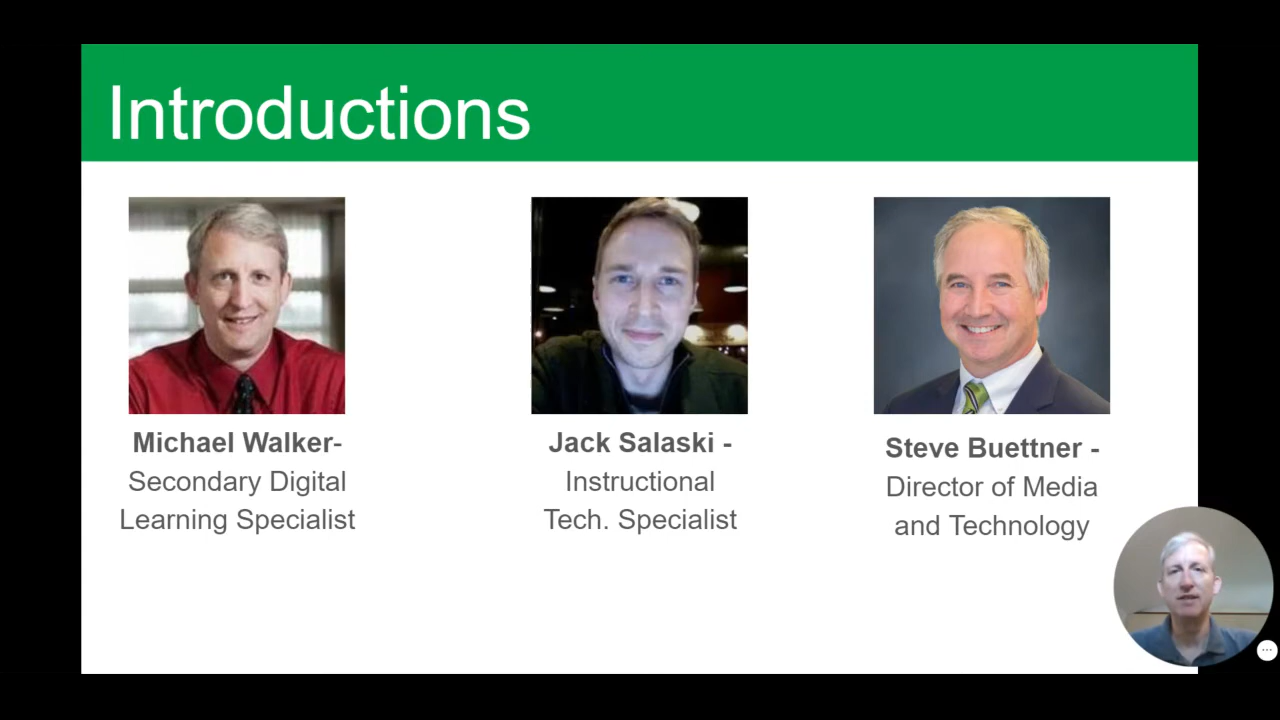 Introductions
Michael Walker-
Secondary Digital
Learning Specialist
Jack Salaski -
Instructional
Tech. Specialist
Steve Buettner -
Director of Media
and Technology